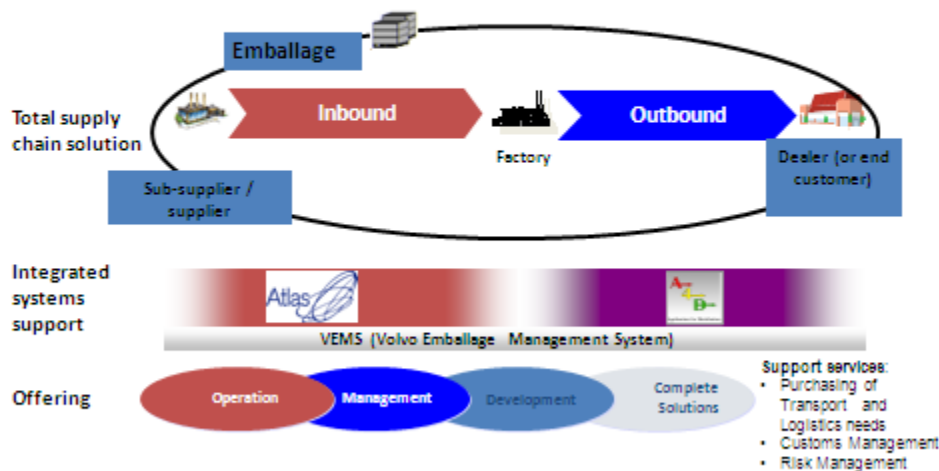 Emballage
Total supply
chain solution
Inbound
Outbound
Factory
Sub-supplier /
supplier
Dealer (or end
customer)
Integrated
systems
support
Atlas
A4D
VEMS (Volvo Emballage Management System)
Offering
Operation
Management
Development
Complete
Solutions
Support services:
• Purchasing of
Transport and
Logistics needs
• Customs Management
• Risk Management